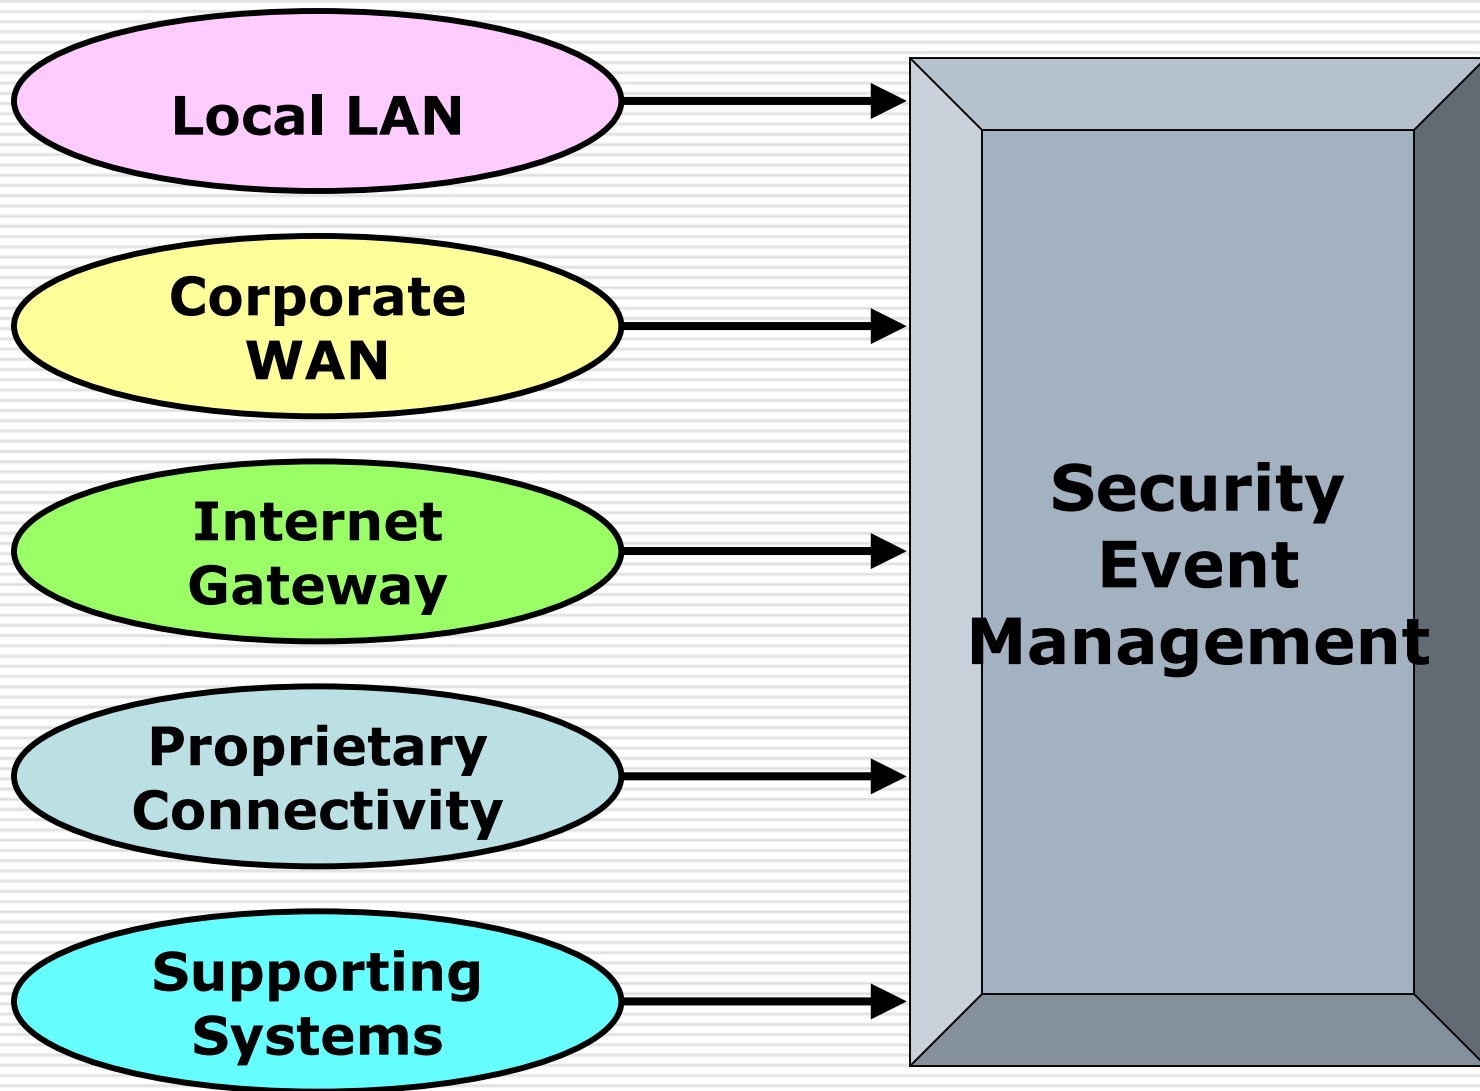 Local LAN
Corporate
WAN
Internet
Gateway
Proprietary
Connectivity
Supporting
Systems
Security
Event
Management